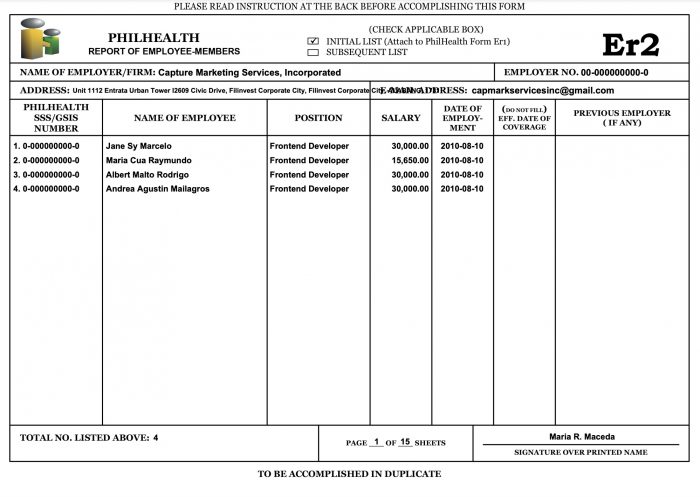 PLEASE READ INSTRUCTION AT THE BACK BEFORE ACCOMPLISHING THIS FORM
PHILHEALTH
REPORT OF EMPLOYEE-MEMBERS
(CHECK APPLICABLE BOX)
INITIAL LIST (Attach to PhilHealth Form Er1)
SUBSEQUENT LIST
Er2
NAME OF EMPLOYER/FIRM: Capture Marketing Services, Incorporated
EMPLOYER NO. 00-000000000-0
ADDRESS: Unit 1112 Entrata Urban Tower I2609 Civic Drive, Filinvest Corporate City, Filinvest Corporate City
E-MAIL ADDRESS: capmarkservicesinc@gmail.com
PHILHEALTH SSS/GSIS NUMBER
NAME OF EMPLOYEE
POSITION
SALARY
DATE OF EMPLOY-MENT
(DO NOT FILL) EFF. DATE OF COVERAGE
PREVIOUS EMPLOYER ( IF ANY)
1. 0-000000000-0 Jane Sy Marcelo Frontend Developer 30,000.00 2010-08-10
2. 0-000000000-0 Maria Cua Raymundo Frontend Developer 15,650.00 2010-08-10
3. 0-000000000-0 Albert Malto Rodrigo Frontend Developer 30,000.00 2010-08-10
4. 0-000000000-0 Andrea Agustin Mailagros Frontend Developer 30,000.00 2010-08-10
TOTAL NO. LISTED ABOVE: 4
PAGE 1 OF 15 SHEETS
Maria R. Maceda
SIGNATURE OVER PRINTED NAME
TO BE ACCOMPLISHED IN DUPLICATE